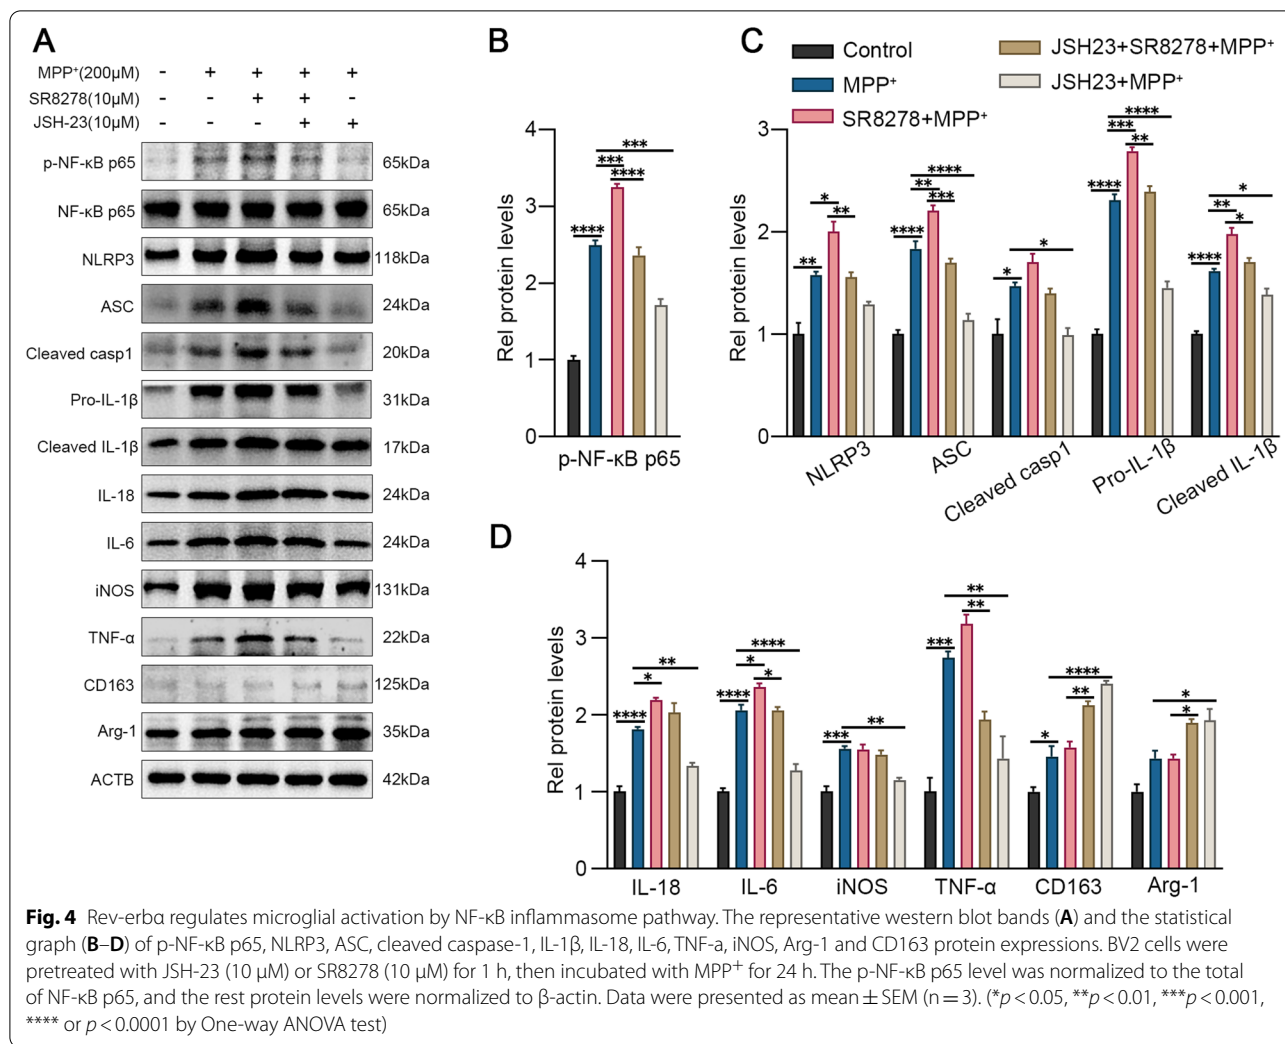 A
MPP⁺(200μM) - + + + +
SR8278(10μM) - - + + -
JSH-23(10μM) - - - + +
p-NF-κB p65 65kDa
NF-κB p65 65kDa
NLRP3 118kDa
ASC 24kDa
Cleaved casp1 20kDa
Pro-IL-1β 31kDa
Cleaved IL-1β 17kDa
IL-18 24kDa
IL-6 24kDa
iNOS 131kDa
TNF-α 22kDa
CD163 125kDa
Arg-1 35kDa
ACTB 42kDa
B
Rel protein levels
4
3
2
1
0
***
***
****
****
p-NF-κB p65
C
Control
MPP⁺
SR8278+MPP⁺
JSH23+SR8278+MPP⁺
JSH23+MPP⁺
Rel protein levels
3
2
1
0
* ** **
**** ** *** ****
* *
**** *** ** ****
**** ** * *
NLRP3 ASC Cleaved casp1 Pro-IL-1β Cleaved IL-1β
D
Rel protein levels
4
3
2
1
0
** * ****
**** * * ****
** ***
** ** ***
**** ** *
* *
IL-18 IL-6 iNOS TNF-α CD163 Arg-1
Fig. 4 Rev-erbα regulates microglial activation by NF-κB inflammasome pathway. The representative western blot bands (A) and the statistical
graph (B–D) of p-NF-κB p65, NLRP3, ASC, cleaved caspase-1, IL-1β, IL-18, IL-6, TNF-a, iNOS, Arg-1 and CD163 protein expressions. BV2 cells were
pretreated with JSH-23 (10 μM) or SR8278 (10 μM) for 1 h, then incubated with MPP⁺ for 24 h. The p-NF-κB p65 level was normalized to the total
of NF-κB p65, and the rest protein levels were normalized to β-actin. Data were presented as mean ± SEM (n = 3). (*p < 0.05, **p < 0.01, ***p < 0.001,
**** or p < 0.0001 by One-way ANOVA test)